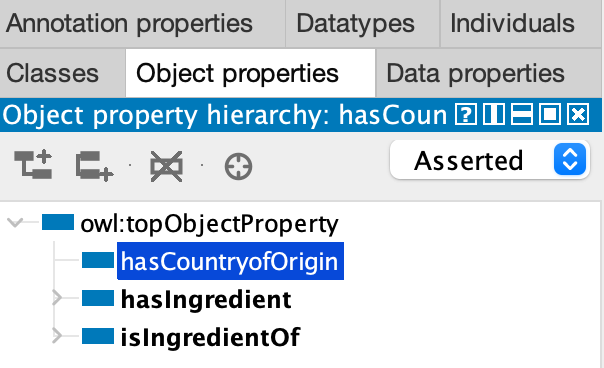 Annotation properties Datatypes Individuals
Classes Object properties Data properties
Object property hierarchy: hasCoun
Asserted
owl:topObjectProperty
hasCountryofOrigin
hasIngredient
isIngredientOf